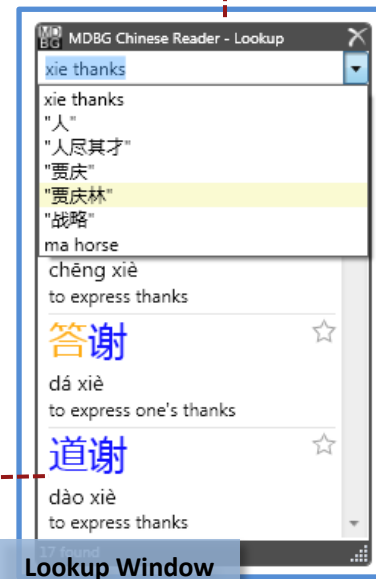 MDBG
MDBG Chinese Reader - Lookup
xie thanks
xie thanks
"人"
"人尽其才"
"贾庆"
"贾庆林"
"战略"
ma horse
chēng xiè
to express thanks
答谢
dá xiè
to express one's thanks
道谢
dào xiè
to express thanks
17 found
Lookup Window